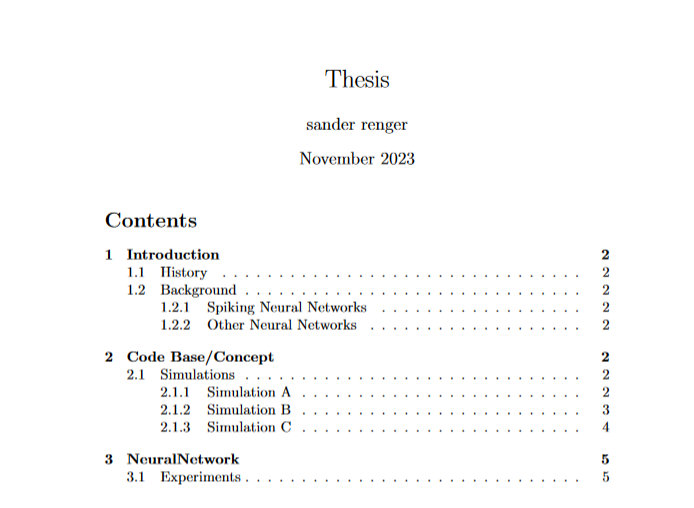 Thesis
sander renger
November 2023
Contents
1 Introduction 2
1.1 History . . . . . . . . . . . . . . . . . . . . . . . . . . . . . . . . 2
1.2 Background . . . . . . . . . . . . . . . . . . . . . . . . . . . . . . 2
1.2.1 Spiking Neural Networks . . . . . . . . . . . . . . . . . . 2
1.2.2 Other Neural Networks . . . . . . . . . . . . . . . . . . . 2
2 Code Base/Concept 2
2.1 Simulations . . . . . . . . . . . . . . . . . . . . . . . . . . . . . . 2
2.1.1 Simulation A . . . . . . . . . . . . . . . . . . . . . . . . . 2
2.1.2 Simulation B . . . . . . . . . . . . . . . . . . . . . . . . . 3
2.1.3 Simulation C . . . . . . . . . . . . . . . . . . . . . . . . . 4
3 NeuralNetwork 5
3.1 Experiments . . . . . . . . . . . . . . . . . . . . . . . . . . . . . . 5